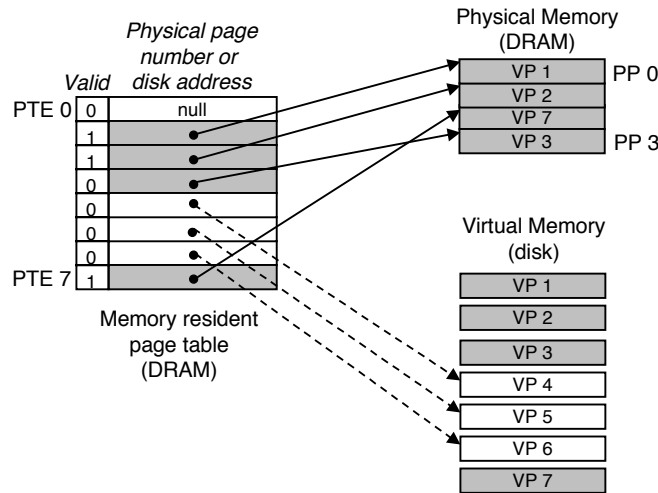 Physical page
number or
disk address
Valid
PTE 0
0
null
1
1
0
0
0
0
PTE 7
1
Memory resident
page table
(DRAM)
Physical Memory
(DRAM)
VP 1
PP 0
VP 2
VP 7
VP 3
PP 3
Virtual Memory
(disk)
VP 1
VP 2
VP 3
VP 4
VP 5
VP 6
VP 7